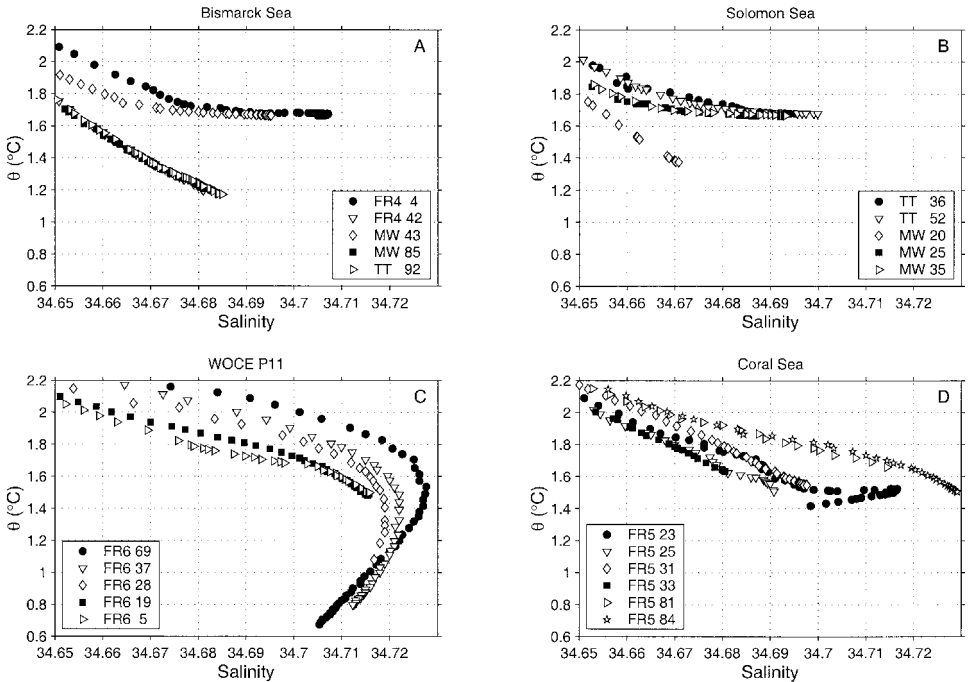 Bismarck Sea
A
2.2
2
1.8
1.6
1.4
1.2
1
0.8
0.6
θ (°C)
FR4 4
FR4 42
MW 43
MW 85
TT 92
34.65 34.66 34.67 34.68 34.69 34.7 34.71 34.72
Salinity
Solomon Sea
B
2.2
2
1.8
1.6
1.4
1.2
1
0.8
0.6
θ (°C)
TT 36
TT 52
MW 20
MW 25
MW 35
34.65 34.66 34.67 34.68 34.69 34.7 34.71 34.72
Salinity
WOCE P11
C
2.2
2
1.8
1.6
1.4
1.2
1
0.8
0.6
θ (°C)
FR6 69
FR6 37
FR6 28
FR6 19
FR6 5
34.65 34.66 34.67 34.68 34.69 34.7 34.71 34.72
Salinity
Coral Sea
D
2.2
2
1.8
1.6
1.4
1.2
1
0.8
0.6
θ (°C)
FR5 23
FR5 25
FR5 31
FR5 33
FR5 81
FR5 84
34.65 34.66 34.67 34.68 34.69 34.7 34.71 34.72
Salinity